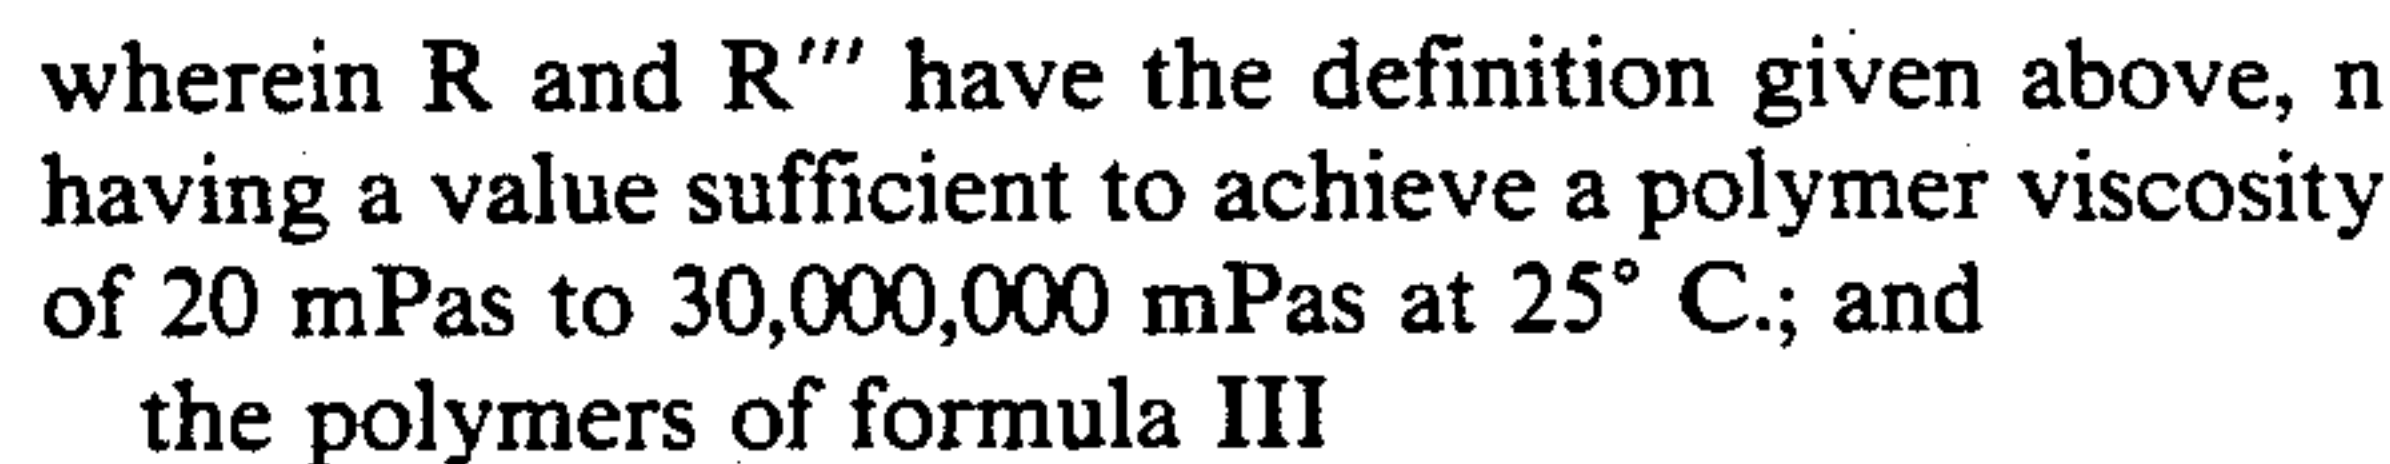 wherein R and R''' have the definition given above, n
having a value sufficient to achieve a polymer viscosity
of 20 mPas to 30,000,000 mPas at 25° C.; and
the polymers of formula III